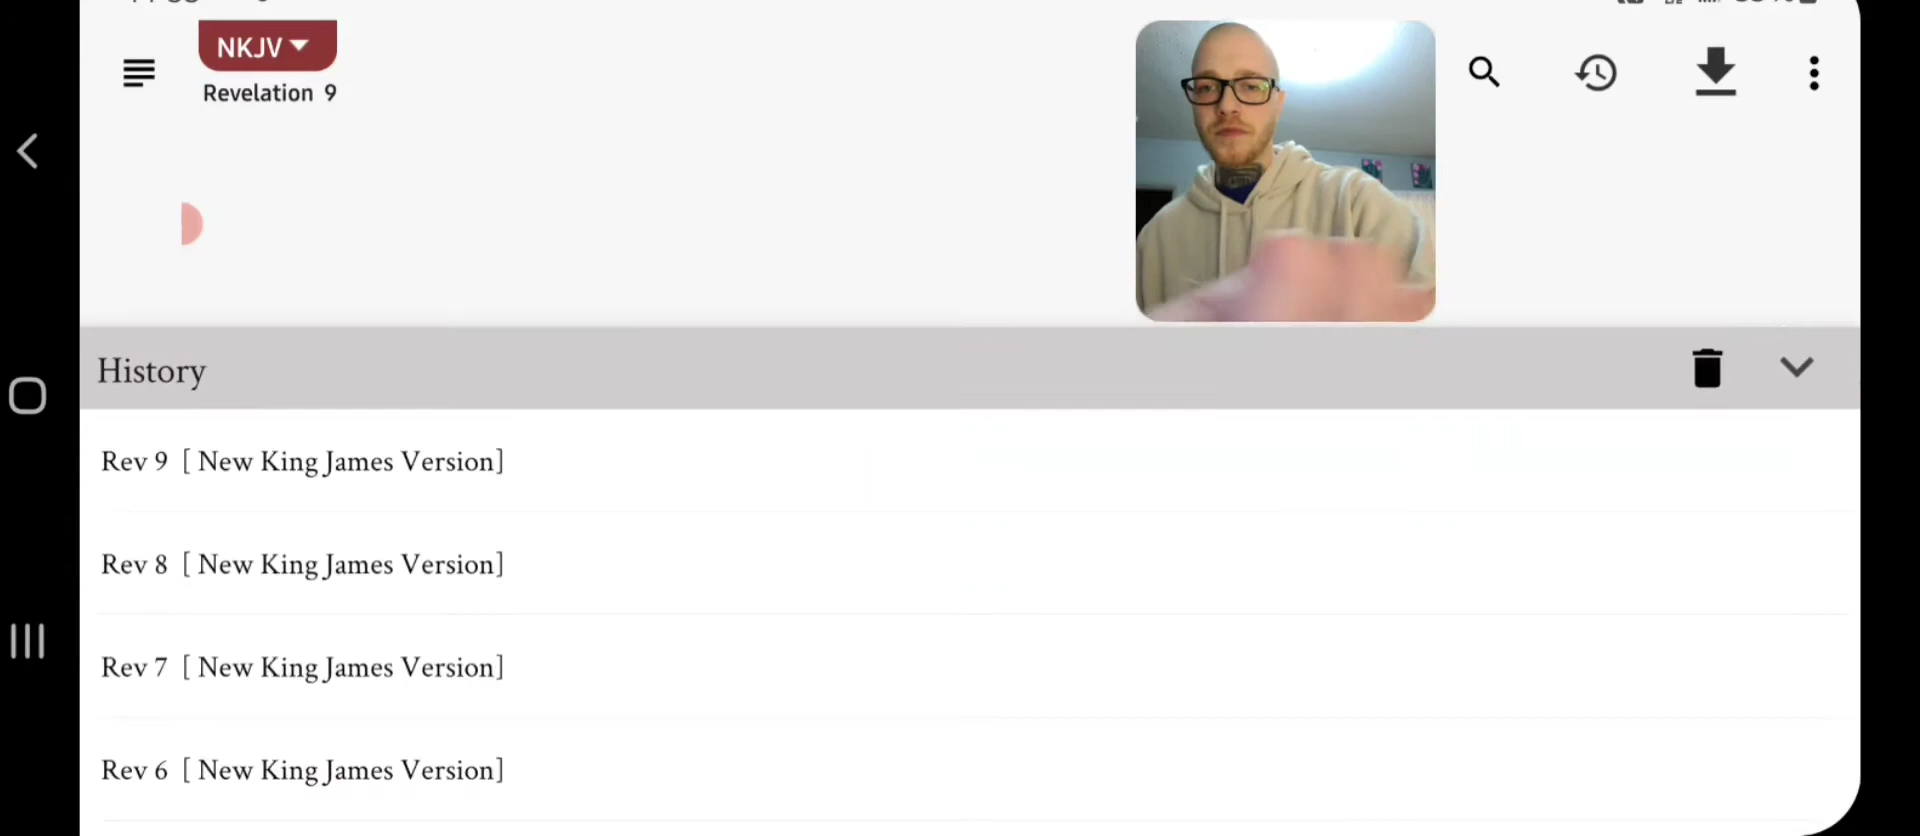 NKJV
Revelation 9
History
Rev 9 [ New King James Version]
Rev 8 [ New King James Version]
Rev 7 [ New King James Version]
Rev 6 [ New King James Version]